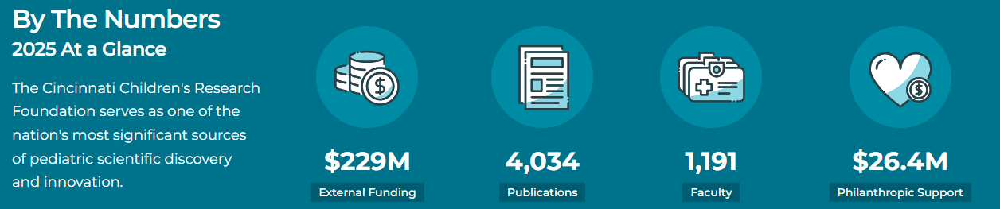 By The Numbers
2025 At a Glance
The Cincinnati Children's Research
Foundation serves as one of the
nation's most significant sources
of pediatric scientific discovery
and innovation.
$
$229M
External Funding
4,034
Publications
1,191
Faculty
$
$26.4M
Philanthropic Support